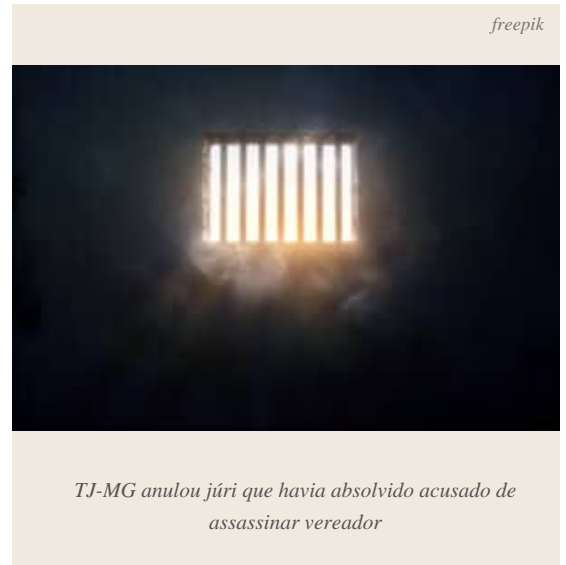 freepik
TJ-MG anulou júri que havia absolvido acusado de
assassinar vereador